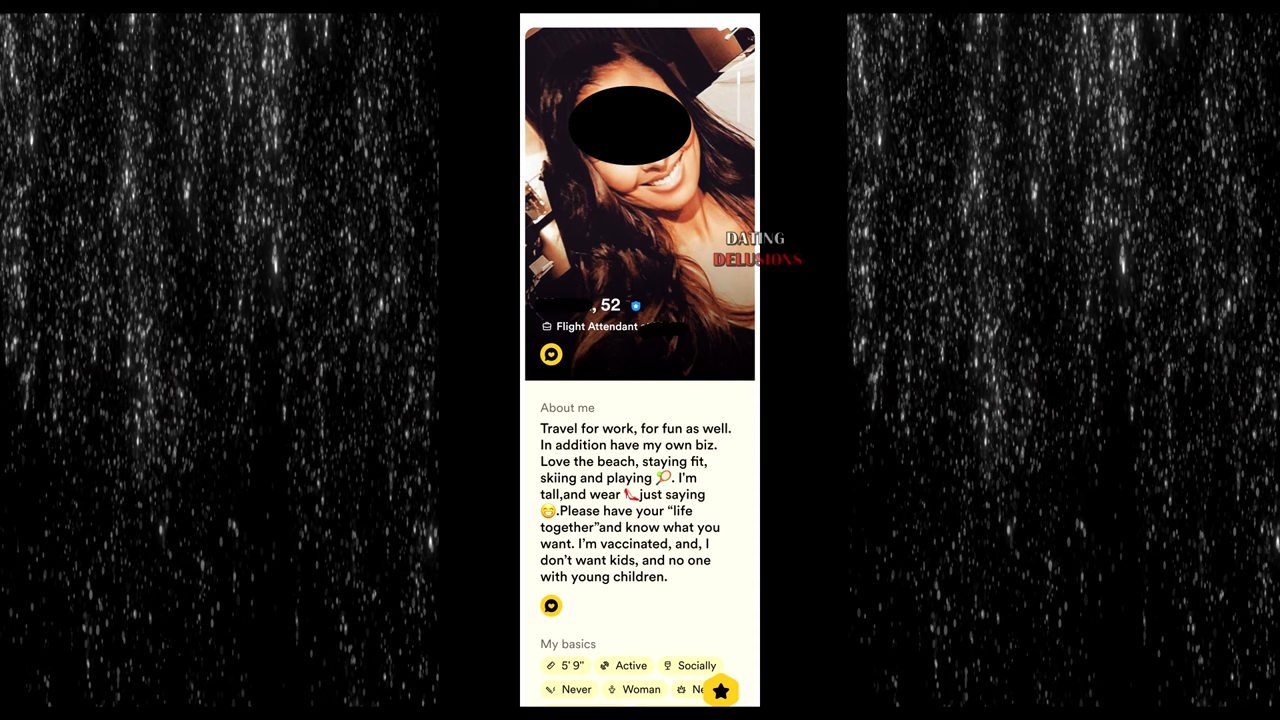 DATING
DELUSIONS
, 52
Flight Attendant
About me
Travel for work, for fun as well.
In addition have my own biz.
Love the beach, staying fit,
skiing and playing 🎾. I'm
tall,and wear 👠just saying
😁.Please have your “life
together”and know what you
want. I’m vaccinated, and, I
don’t want kids, and no one
with young children.
My basics
5' 9" Active Socially
Never Woman